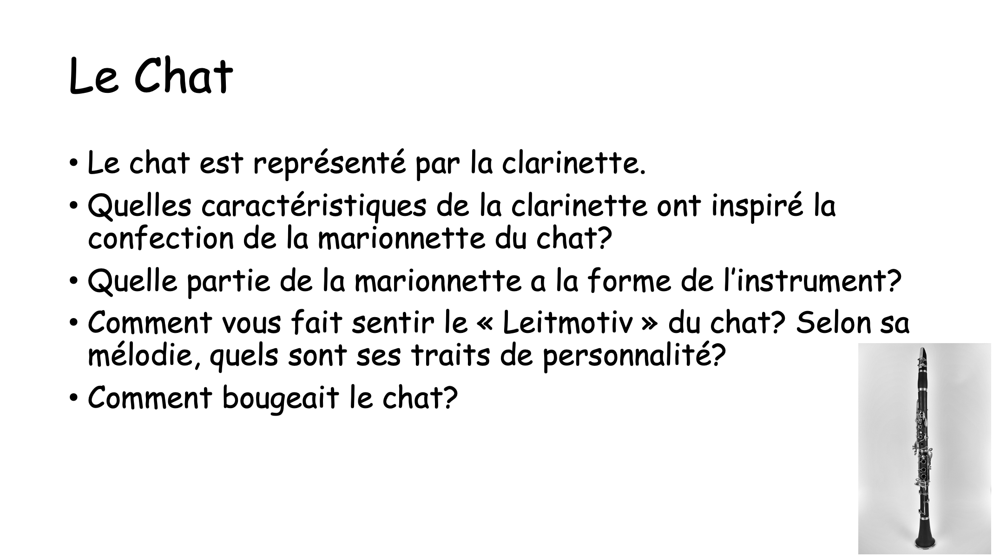 Le Chat
• Le chat est représenté par la clarinette.
• Quelles caractéristiques de la clarinette ont inspiré la
confection de la marionnette du chat?
• Quelle partie de la marionnette a la forme de l’instrument?
• Comment vous fait sentir le « Leitmotiv » du chat? Selon sa
mélodie, quels sont ses traits de personnalité?
• Comment bougeait le chat?